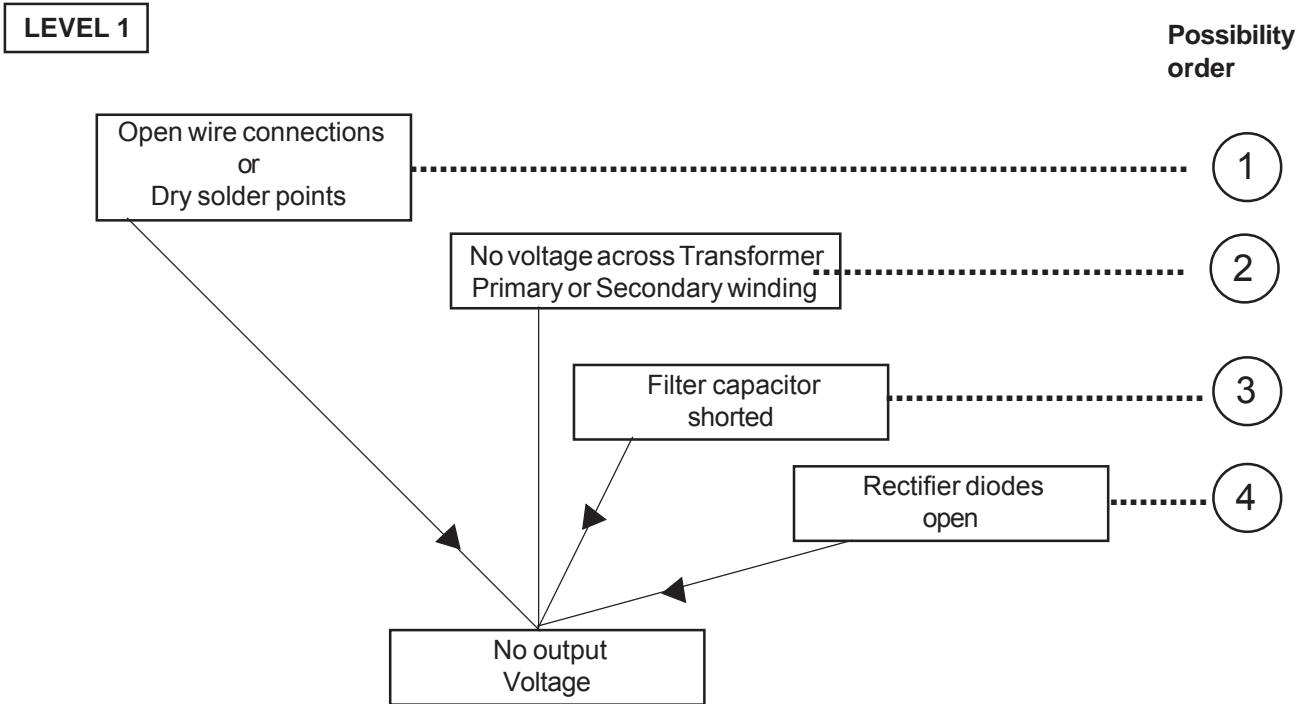 LEVEL 1
Possibility
order
Open wire connections
or
Dry solder points
1
No voltage across Transformer
Primary or Secondary winding
2
Filter capacitor
shorted
3
Rectifier diodes
open
4
No output
Voltage